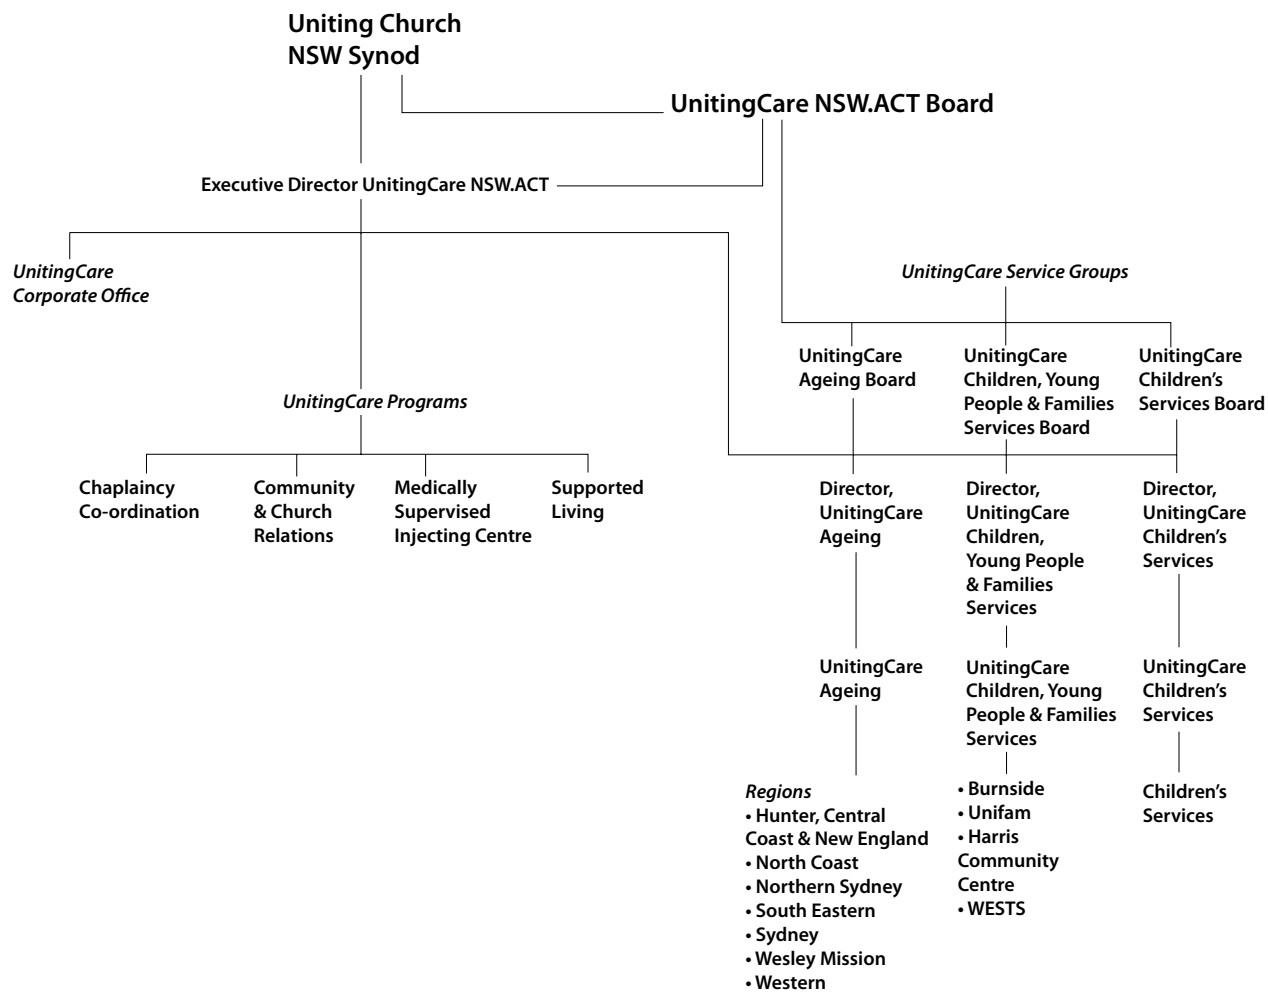 Uniting Church
NSW Synod
UnitingCare NSW.ACT Board
Executive Director UnitingCare NSW.ACT
UnitingCare
Corporate Office
UnitingCare Service Groups
UnitingCare
Ageing Board
UnitingCare
Children, Young
People & Families
Services Board
UnitingCare
Children’s
Services Board
UnitingCare Programs
Chaplaincy
Co-ordination
Community
& Church
Relations
Medically
Supervised
Injecting Centre
Supported
Living
Director,
UnitingCare
Ageing
Director,
UnitingCare
Children,
Young People
& Families
Services
Director,
UnitingCare
Children’s
Services
UnitingCare
Ageing
UnitingCare
Children, Young
People & Families
Services
UnitingCare
Children’s
Services
Regions
• Hunter, Central
Coast & New England
• North Coast
• Northern Sydney
• South Eastern
• Sydney
• Wesley Mission
• Western
• Burnside
• Unifam
• Harris
Community
Centre
• WESTS
Children’s
Services